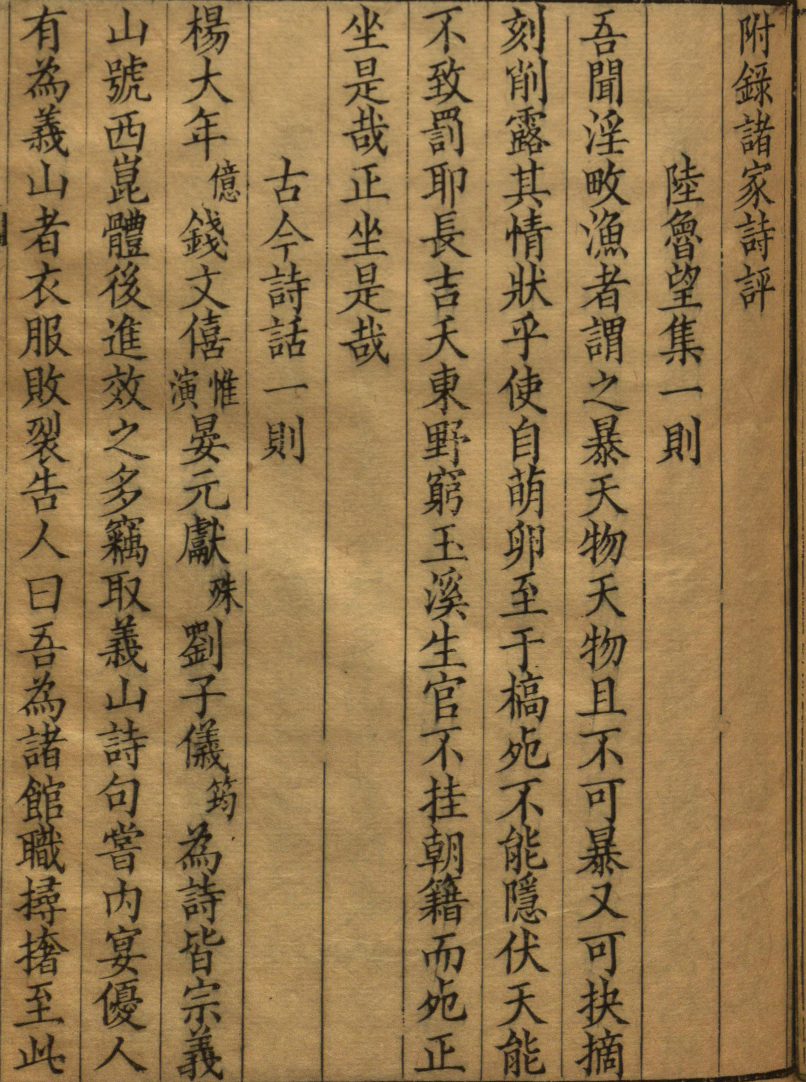 附錄諸家詩評
陸魯望集一則
吾聞淫畋漁者謂之暴天物天物且不可暴又可抉摘
刻削露其情狀乎使自萌卵至于槁死不能隱伏天能
不致罰耶長吉夭東野窮玉溪生官不挂朝籍而死正
坐是哉正坐是哉
古今詩話一則
楊大年億錢文僖惟演晏元獻殊劉子儀筠為詩皆宗義
山號西崑體後進效之多竊取義山詩句嘗内宴優人
有為義山者衣服敗裂告人曰吾為諸館職撏撦至此